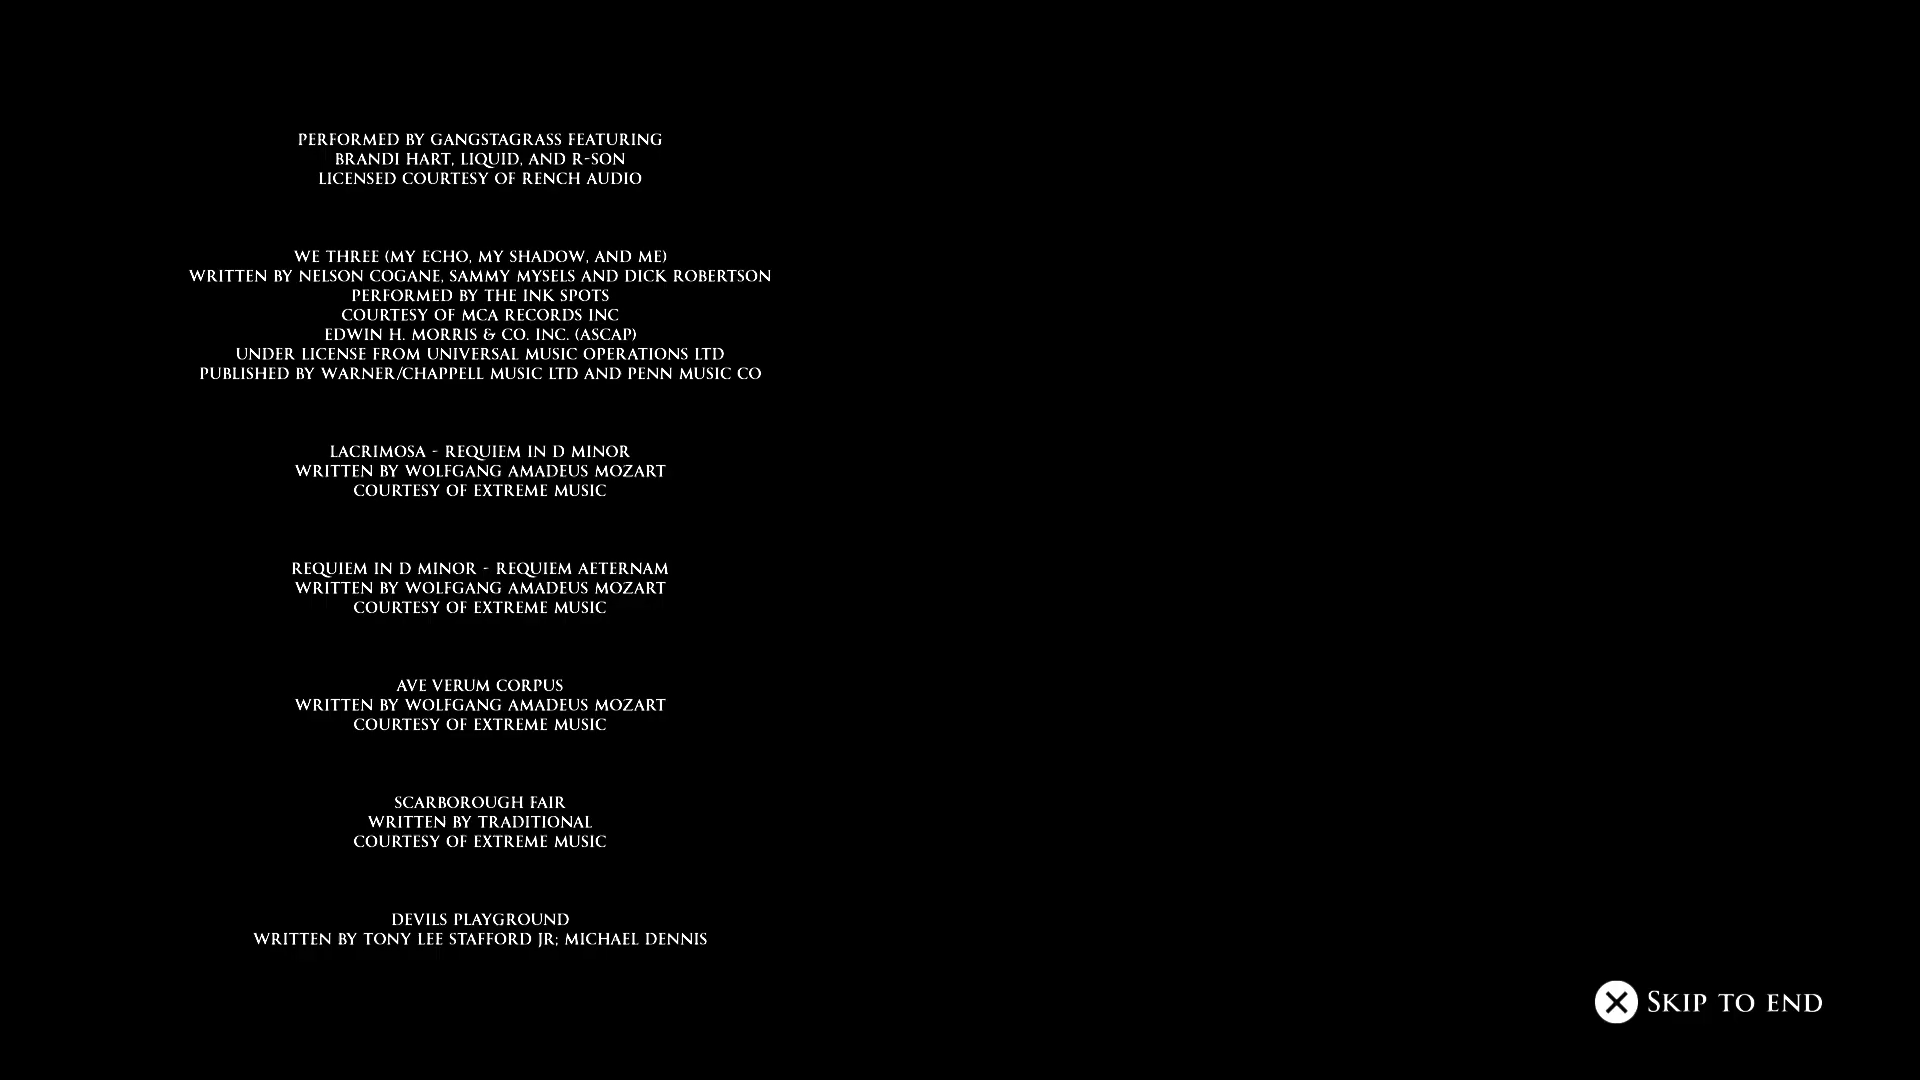 PERFORMED BY GANGSTAGRASS FEATURING
BRANDI HART, LIQUID, AND R-SON
LICENSED COURTESY OF RENCH AUDIO
WE THREE (MY ECHO, MY SHADOW, AND ME)
WRITTEN BY NELSON COGANE, SAMMY MYSELS AND DICK ROBERTSON
PERFORMED BY THE INK SPOTS
COURTESY OF MCA RECORDS INC
EDWIN H. MORRIS & CO. INC. (ASCAP)
UNDER LICENSE FROM UNIVERSAL MUSIC OPERATIONS LTD
PUBLISHED BY WARNER/CHAPPELL MUSIC LTD AND PENN MUSIC CO
LACRIMOSA - REQUIEM IN D MINOR
WRITTEN BY WOLFGANG AMADEUS MOZART
COURTESY OF EXTREME MUSIC
REQUIEM IN D MINOR - REQUIEM AETERNAM
WRITTEN BY WOLFGANG AMADEUS MOZART
COURTESY OF EXTREME MUSIC
AVE VERUM CORPUS
WRITTEN BY WOLFGANG AMADEUS MOZART
COURTESY OF EXTREME MUSIC
SCARBOROUGH FAIR
WRITTEN BY TRADITIONAL
COURTESY OF EXTREME MUSIC
DEVILS PLAYGROUND
WRITTEN BY TONY LEE STAFFORD JR; MICHAEL DENNIS
SKIP TO END